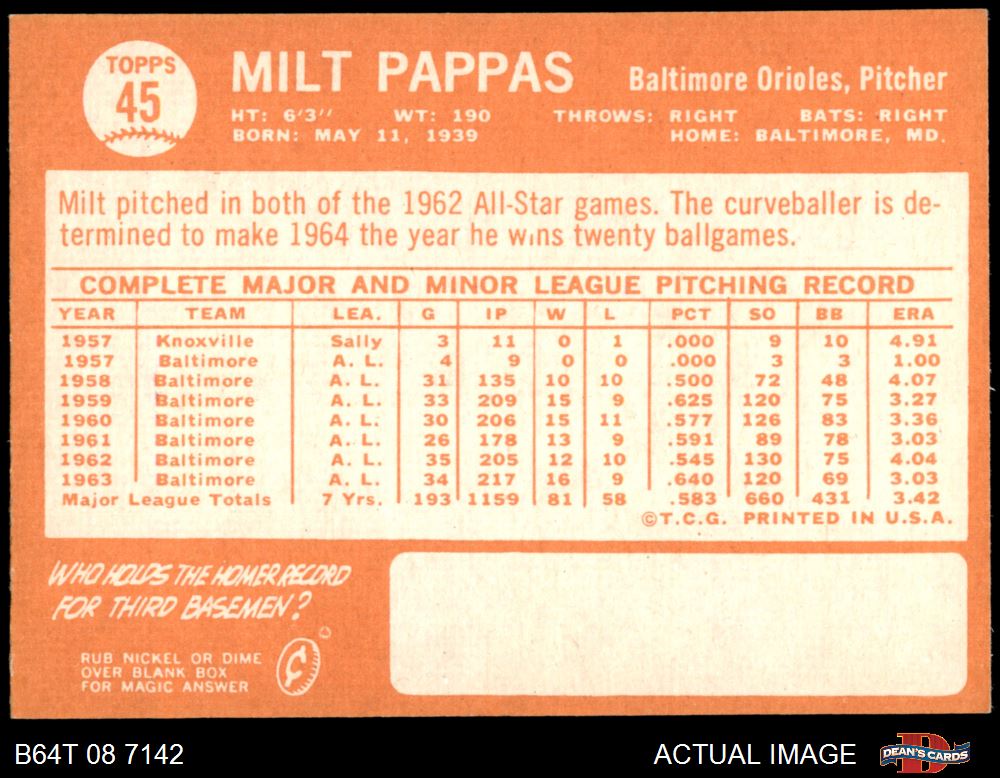 TOPPS
45
MILT PAPPAS
Baltimore Orioles, Pitcher
HT: 6'3" WT: 190 THROWS: RIGHT BATS: RIGHT
BORN: MAY 11, 1939 HOME: BALTIMORE, MD.
Milt pitched in both of the 1962 All-Star games. The curveballer is de-
termined to make 1964 the year he wins twenty ballgames.
COMPLETE MAJOR AND MINOR LEAGUE PITCHING RECORD
YEAR TEAM LEA. G IP W L PCT SO BB ERA
1957 Knoxville Sally 3 11 0 1 .000 9 10 4.91
1957 Baltimore A. L. 4 9 0 0 .000 3 3 1.00
1958 Baltimore A. L. 31 135 10 10 .500 72 48 4.07
1959 Baltimore A. L. 33 209 15 9 .625 120 75 3.27
1960 Baltimore A. L. 30 206 15 11 .577 126 83 3.36
1961 Baltimore A. L. 26 178 13 9 .591 89 78 3.03
1962 Baltimore A. L. 35 205 12 10 .545 130 75 4.04
1963 Baltimore A. L. 34 217 16 9 .640 120 69 3.03
Major League Totals 7 Yrs. 193 1159 81 58 .583 660 431 3.42
©T.C.G. PRINTED IN U.S.A.
WHO HOLDS THE HOMER RECORD
FOR THIRD BASEMEN?
RUB NICKEL OR DIME
OVER BLANK BOX
FOR MAGIC ANSWER
¢
B64T 08 7142
ACTUAL IMAGE
D
DEAN'S CARDS